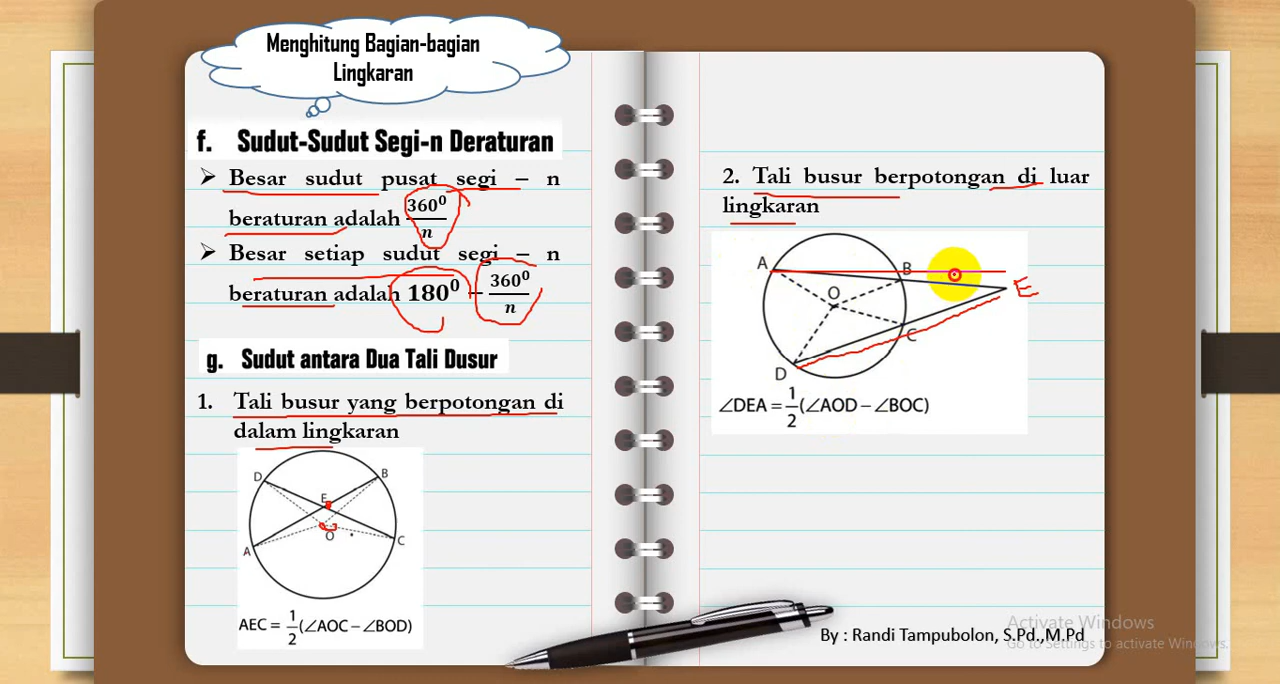 Menghitung Bagian-bagian
Lingkaran
f. Sudut-Sudut Segi-n Deraturan
➢ Besar sudut pusat segi – n
beraturan adalah 360⁰/n
➢ Besar setiap sudut segi – n
beraturan adalah 180⁰ – 360⁰/n
g. Sudut antara Dua Tali Dusur
1. Tali busur yang berpotongan di
dalam lingkaran
D
B
E
O
A
C
AEC = 1/2(∠AOC – ∠BOD)
2. Tali busur berpotongan di luar
lingkaran
A
B
E
O
C
D
∠DEA = 1/2(∠AOD – ∠BOC)
By : Randi Tampubolon, S.Pd.,M.Pd
Activate Windows
Go to Settings to activate Windows.